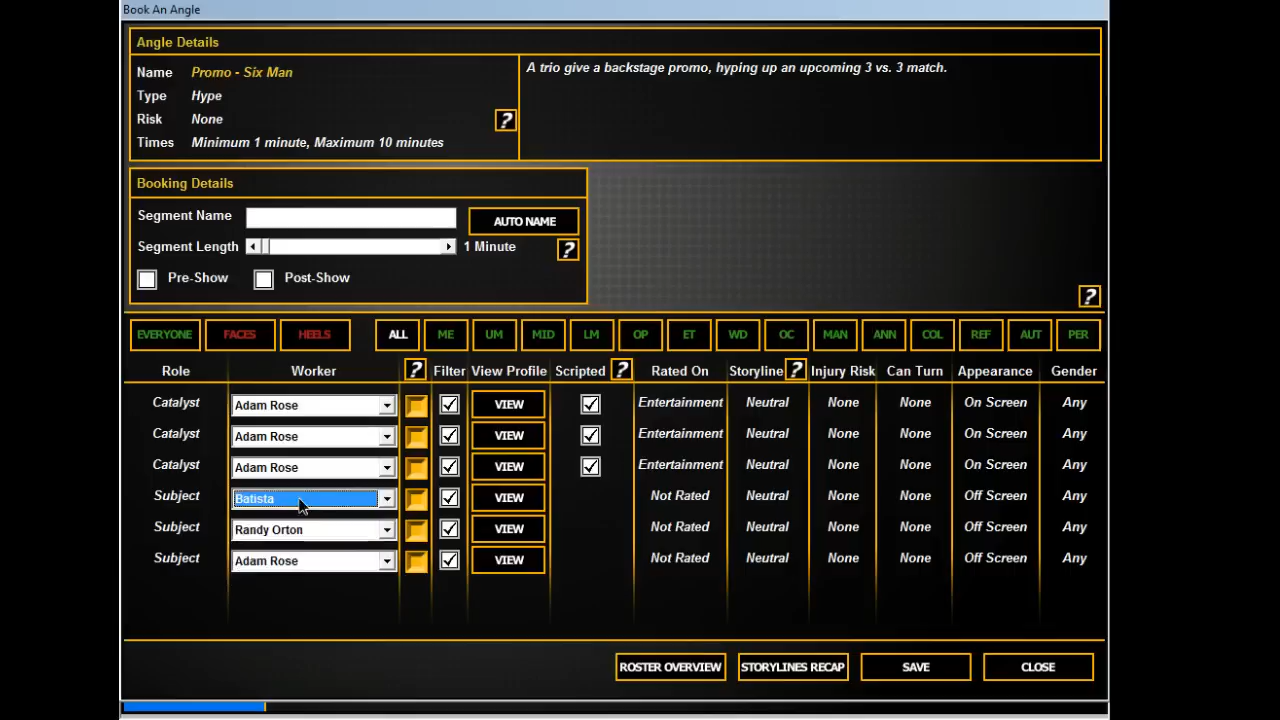 Book An Angle
Angle Details
Name Promo - Six Man
A trio give a backstage promo, hyping up an upcoming 3 vs. 3 match.
Type Hype
Risk None
?
Times Minimum 1 minute, Maximum 10 minutes
Booking Details
Segment Name AUTO NAME
Segment Length 1 Minute ?
Pre-Show Post-Show
?
EVERYONE FACES HEELS ALL ME UM MID LM OP ET WD OC MAN ANN COL REF AUT PER
Role Worker ? Filter View Profile Scripted ? Rated On Storyline ? Injury Risk Can Turn Appearance Gender
Catalyst Adam Rose VIEW Entertainment Neutral None None On Screen Any
Catalyst Adam Rose VIEW Entertainment Neutral None None On Screen Any
Catalyst Adam Rose VIEW Entertainment Neutral None None On Screen Any
Subject Batista VIEW Not Rated Neutral None None Off Screen Any
Subject Randy Orton VIEW Not Rated Neutral None None Off Screen Any
Subject Adam Rose VIEW Not Rated Neutral None None Off Screen Any
ROSTER OVERVIEW STORYLINES RECAP SAVE CLOSE